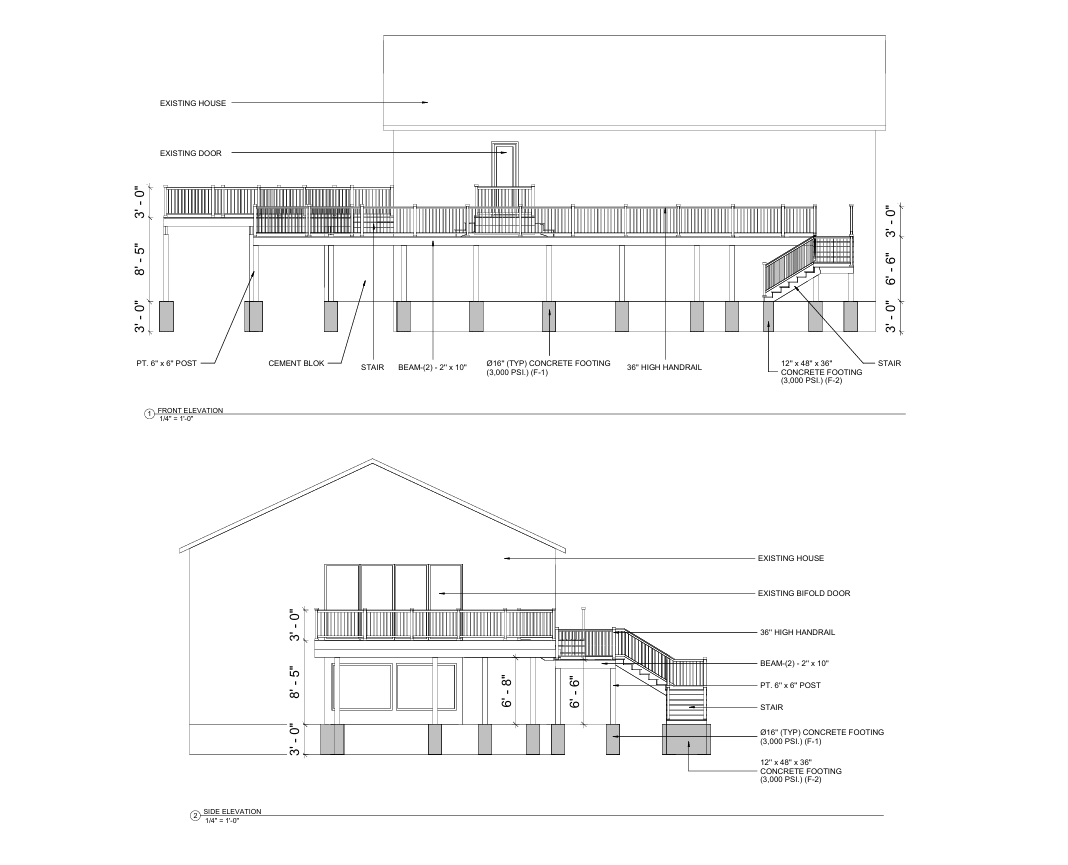 EXISTING HOUSE
EXISTING DOOR
3' - 0"
8' - 5"
3' - 0"
3' - 0"
6' - 6"
3' - 0"
PT. 6" x 6" POST
CEMENT BLOK
STAIR
BEAM-(2) - 2" x 10"
Ø16" (TYP) CONCRETE FOOTING
(3,000 PSI.) (F-1)
36" HIGH HANDRAIL
12" x 48" x 36"
CONCRETE FOOTING
(3,000 PSI.) (F-2)
STAIR
1 FRONT ELEVATION
1/4" = 1'-0"
EXISTING HOUSE
EXISTING BIFOLD DOOR
3' - 0"
8' - 5"
3' - 0"
6' - 8"
6' - 6"
36" HIGH HANDRAIL
BEAM-(2) - 2" x 10"
PT. 6" x 6" POST
STAIR
Ø16" (TYP) CONCRETE FOOTING
(3,000 PSI.) (F-1)
12" x 48" x 36"
CONCRETE FOOTING
(3,000 PSI.) (F-2)
2 SIDE ELEVATION
1/4" = 1'-0"